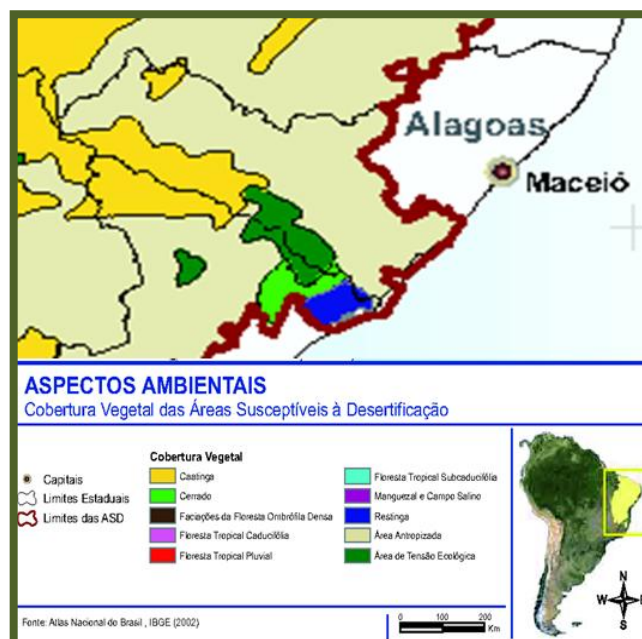 Alagoas
Maceió
ASPECTOS AMBIENTAIS
Cobertura Vegetal das Áreas Susceptíveis à Desertificação
Capitais
Limites Estaduais
Limites das ASD
Cobertura Vegetal
Caatinga
Cerrado
Faciações da Floresta Ombrófila Densa
Floresta Tropical Caducifólia
Floresta Tropical Pluvial
Floresta Tropical Subcaducifólia
Manguezal e Campo Salino
Restinga
Área Antropizada
Área de Tensão Ecológica
N
W
S
0 100 200
Km
Fonte: Atlas Nacional do Brasil , IBGE (2002)